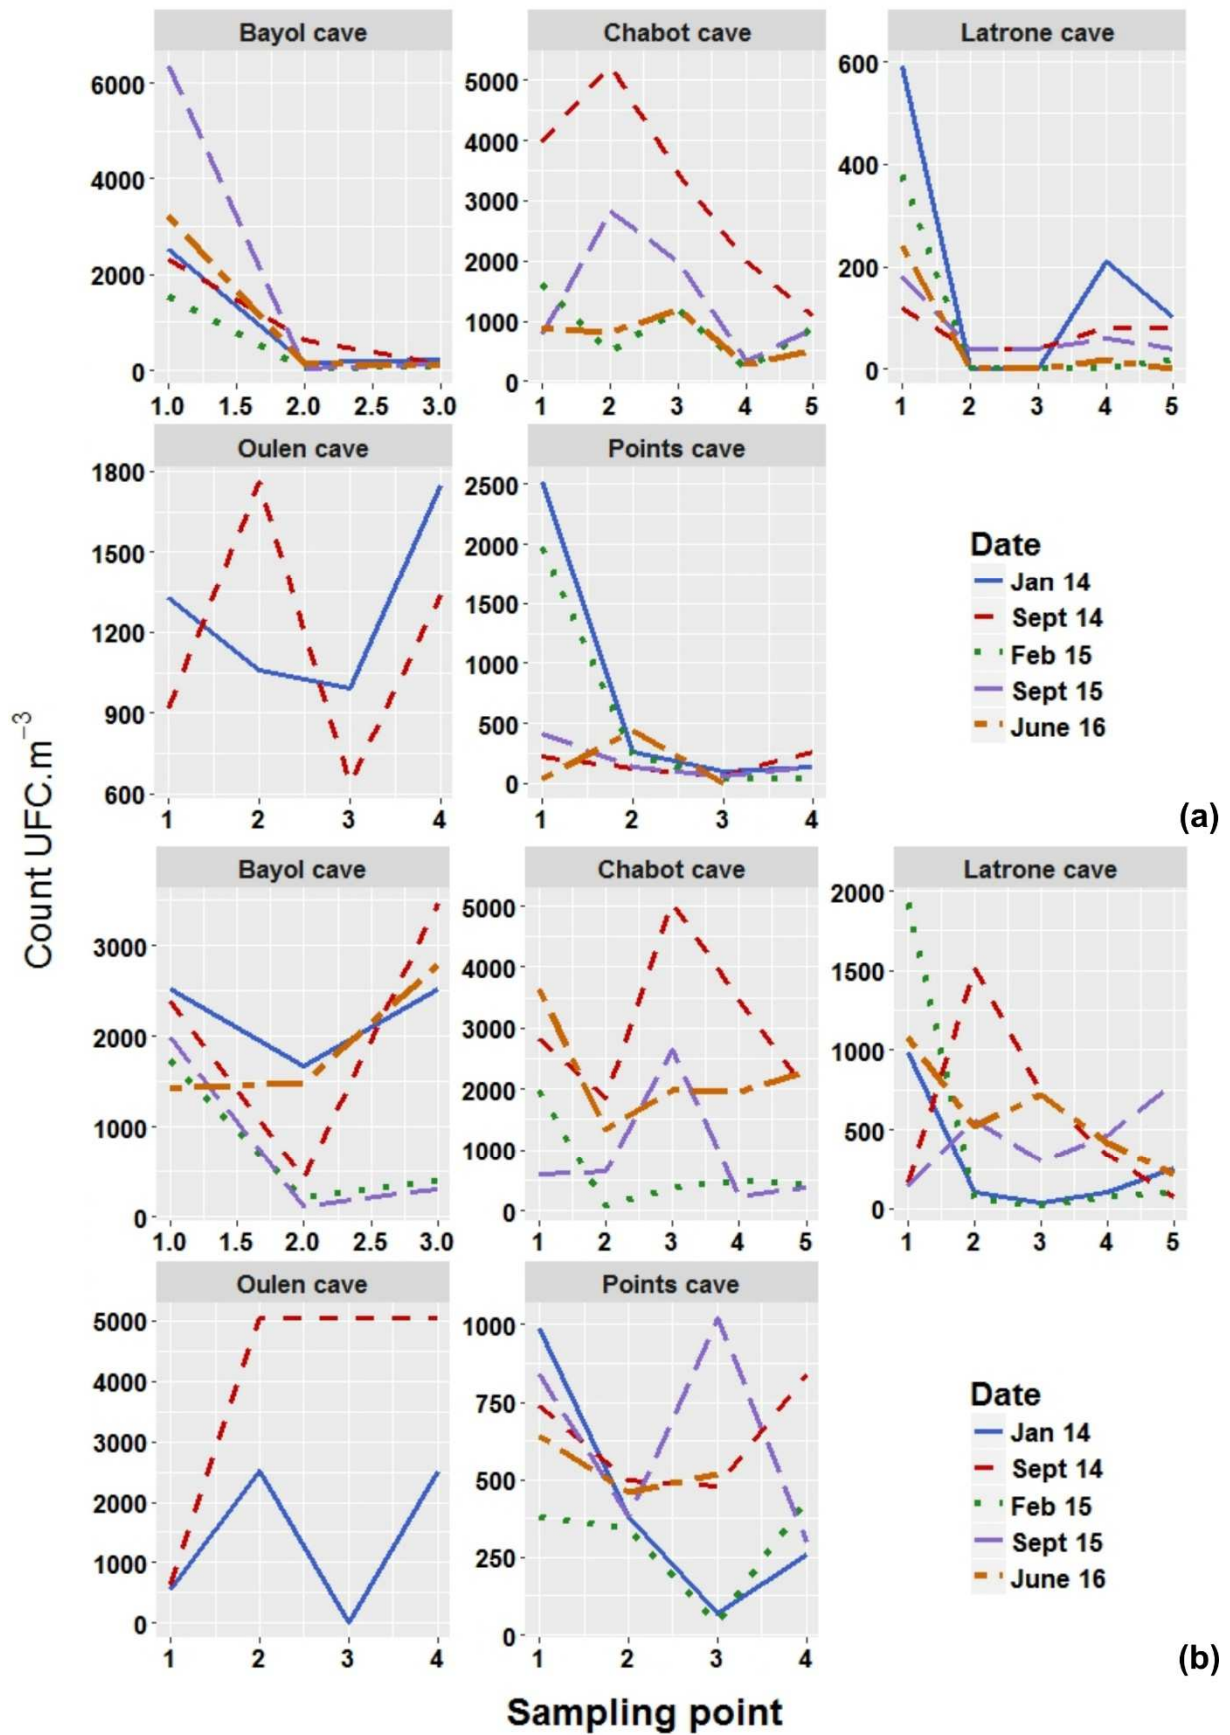 Bayol cave Chabot cave Latrone cave
6000
4000
2000
0
1.0 1.5 2.0 2.5 3.0
5000
4000
3000
2000
1000
0
1 2 3 4 5
600
400
200
0
1 2 3 4 5
Oulen cave Points cave
1800
1500
1200
900
600
1 2 3 4
2500
2000
1500
1000
500
0
1 2 3 4
Date
Jan 14
Sept 14
Feb 15
Sept 15
June 16
(a)
Count UFC.m⁻³
Bayol cave Chabot cave Latrone cave
3000
2000
1000
0
1.0 1.5 2.0 2.5 3.0
5000
4000
3000
2000
1000
0
1 2 3 4 5
2000
1500
1000
500
0
1 2 3 4 5
Oulen cave Points cave
5000
4000
3000
2000
1000
0
1 2 3 4
1000
750
500
250
0
1 2 3 4
Date
Jan 14
Sept 14
Feb 15
Sept 15
June 16
(b)
Sampling point